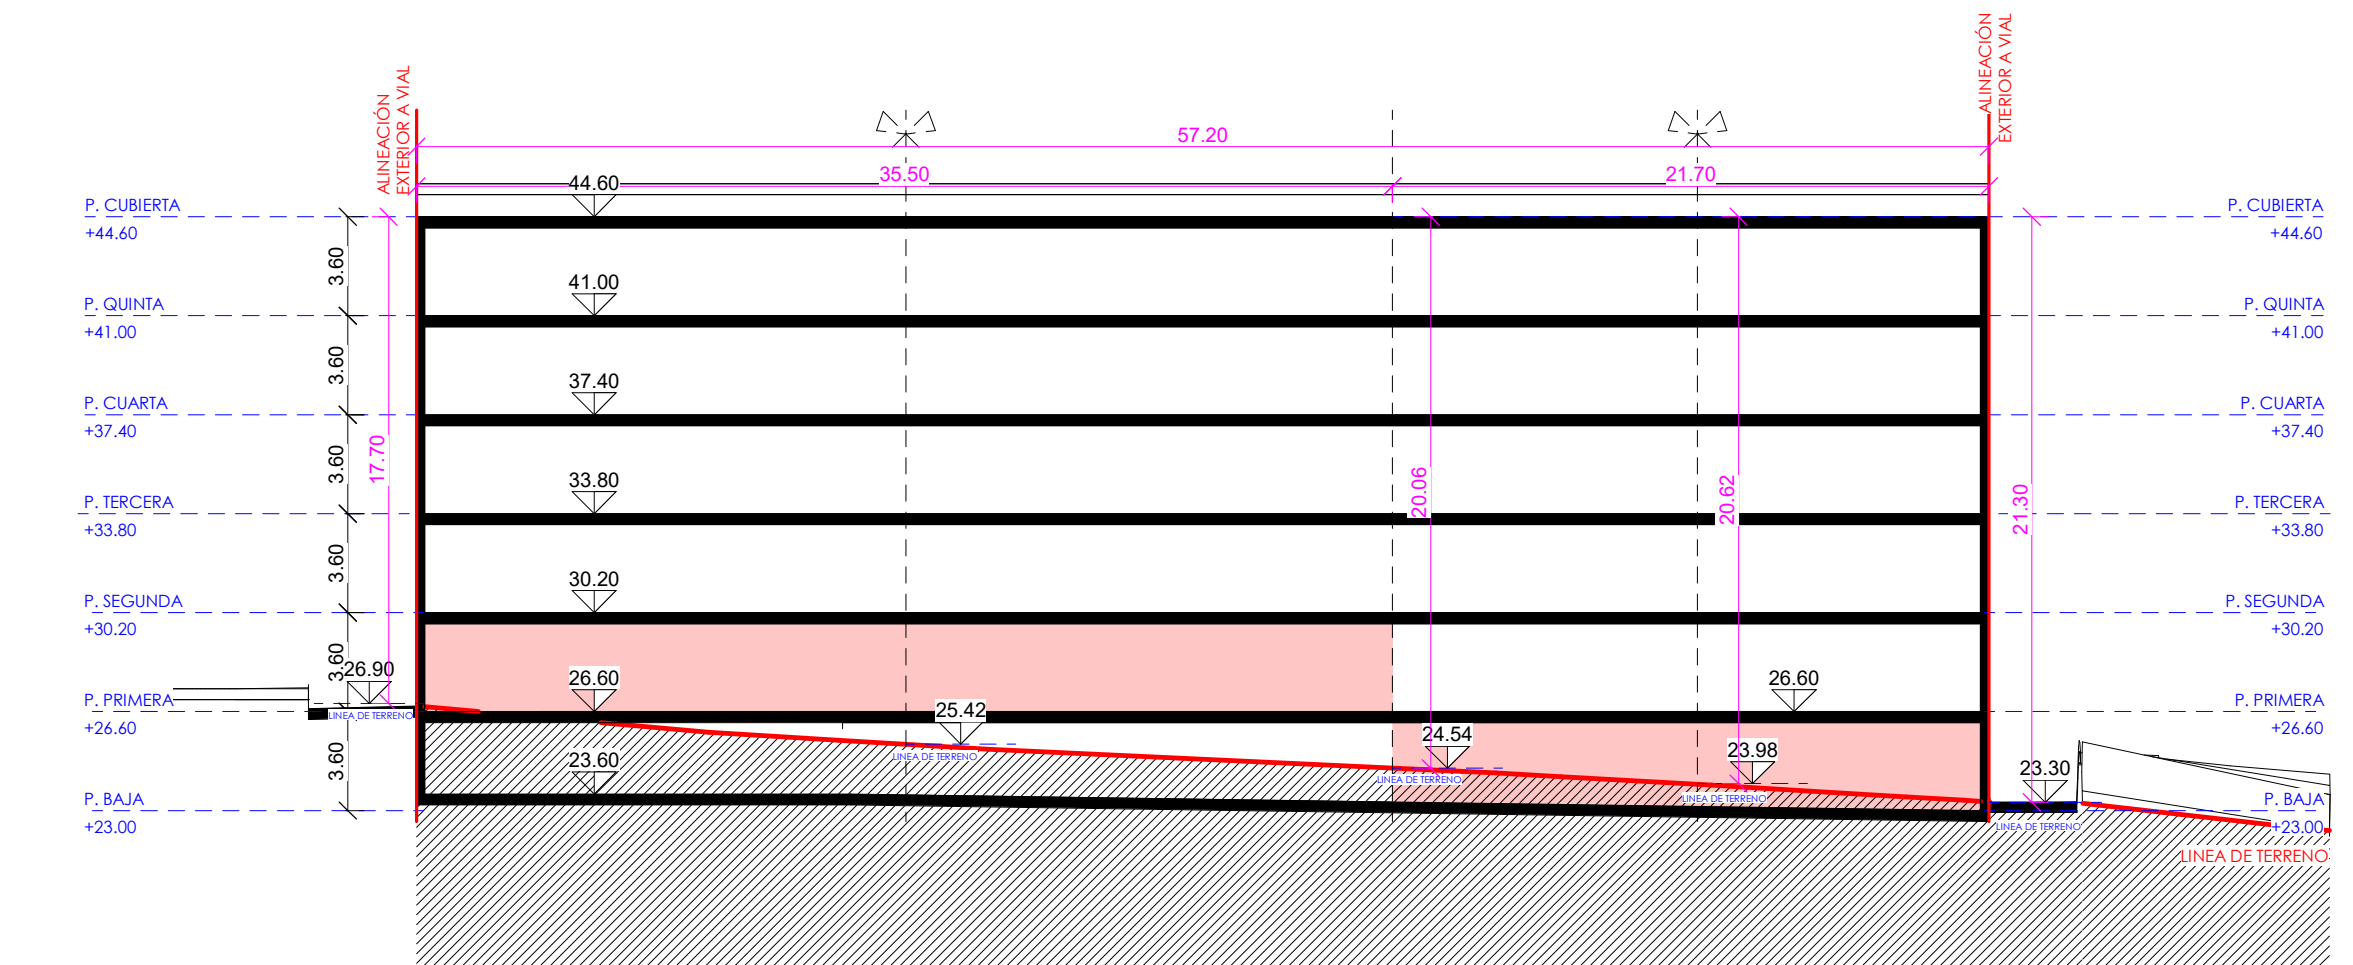 ALINEACIÓN
EXTERIOR A VIAL
ALINEACIÓN
EXTERIOR A VIAL
57.20
35.50
21.70
44.60
P. CUBIERTA
+44.60
P. CUBIERTA
+44.60
3.60
41.00
P. QUINTA
+41.00
P. QUINTA
+41.00
3.60
37.40
P. CUARTA
+37.40
P. CUARTA
+37.40
17.70
3.60
20.06
20.62
21.30
33.80
P. TERCERA
+33.80
P. TERCERA
+33.80
3.60
30.20
P. SEGUNDA
+30.20
P. SEGUNDA
+30.20
3.60
26.90
26.60
26.60
P. PRIMERA
+26.60
P. PRIMERA
+26.60
LINEA DE TERRENO
25.42
LINEA DE TERRENO
24.54
LINEA DE TERRENO
23.98
LINEA DE TERRENO
3.60
23.60
23.30
P. BAJA
+23.00
P. BAJA
+23.00
LINEA DE TERRENO
LINEA DE TERRENO